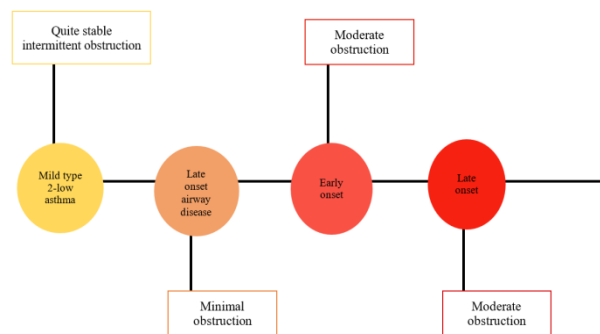 Quite stable
intermittent obstruction
Moderate
obstruction
Mild type
2-low
asthma
Late
onset
airway
disease
Early
onset
Late
onset
Minimal
obstruction
Moderate
obstruction